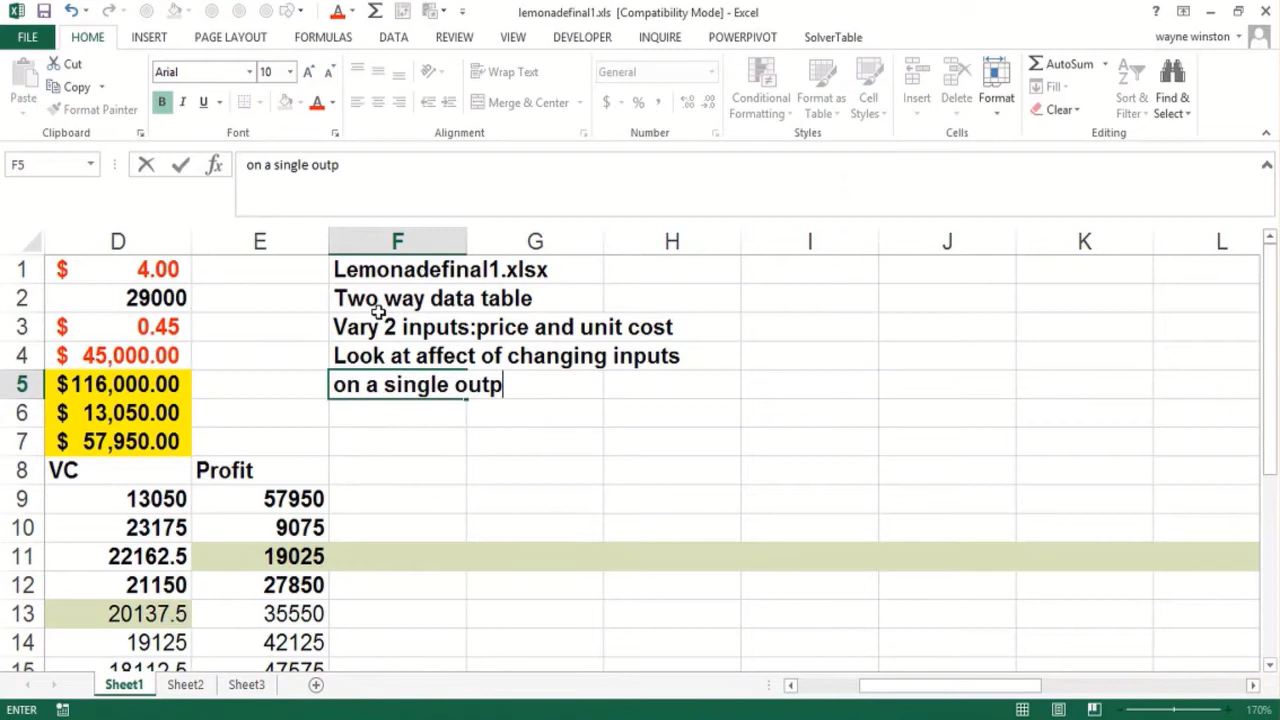 lemonadefinal1.xls [Compatibility Mode] - Excel
FILE HOME INSERT PAGE LAYOUT FORMULAS DATA REVIEW VIEW DEVELOPER INQUIRE POWERPIVOT SolverTable wayne winston
Paste Cut Copy Format Painter
Arial 10 B I U A
Wrap Text Merge & Center
General $ % ,
Conditional Formatting Format as Table Cell Styles
Insert Delete Format
AutoSum Fill Clear Sort & Filter Find & Select
Clipboard Font Alignment Number Styles Cells Editing
F5 fx on a single outp
D E F G H I J K L
1 $ 4.00 Lemonadefinal1.xlsx
2 29000 Two way data table
3 $ 0.45 Vary 2 inputs:price and unit cost
4 $ 45,000.00 Look at affect of changing inputs
5 $116,000.00 on a single outp
6 $ 13,050.00
7 $ 57,950.00
8 VC Profit
9 13050 57950
10 23175 9075
11 22162.5 19025
12 21150 27850
13 20137.5 35550
14 19125 42125
15 18112.5 47575
Sheet1 Sheet2 Sheet3
ENTER 170%